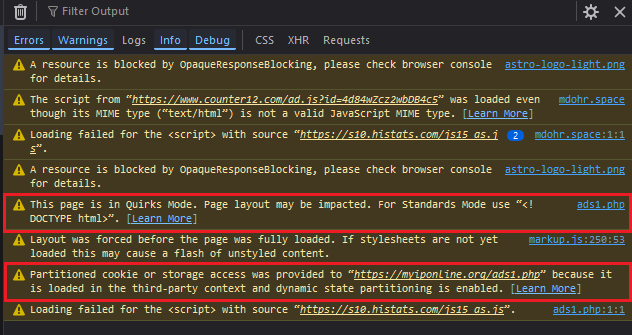 Filter Output
Errors Warnings Logs Info Debug CSS XHR Requests
A resource is blocked by OpaqueResponseBlocking, please check browser console astro-logo-light.png
for details.
The script from “https://www.counter12.com/ad.js?id=4d84wZcz2wbDB4c5” was loaded even mdohr.space
though its MIME type (“text/html”) is not a valid JavaScript MIME type. [Learn More]
Loading failed for the <script> with source “https://s10.histats.com/js15_as.j 2 mdohr.space:1:1
s”.
A resource is blocked by OpaqueResponseBlocking, please check browser console astro-logo-light.png
for details.
This page is in Quirks Mode. Page layout may be impacted. For Standards Mode use “<! ads1.php
DOCTYPE html>”. [Learn More]
Layout was forced before the page was fully loaded. If stylesheets are not yet markup.js:250:53
loaded this may cause a flash of unstyled content.
Partitioned cookie or storage access was provided to “https://myiponline.org/ads1.php” because it
is loaded in the third-party context and dynamic state partitioning is enabled. [Learn More]
Loading failed for the <script> with source “https://s10.histats.com/js15_as.js”. ads1.php:1:1